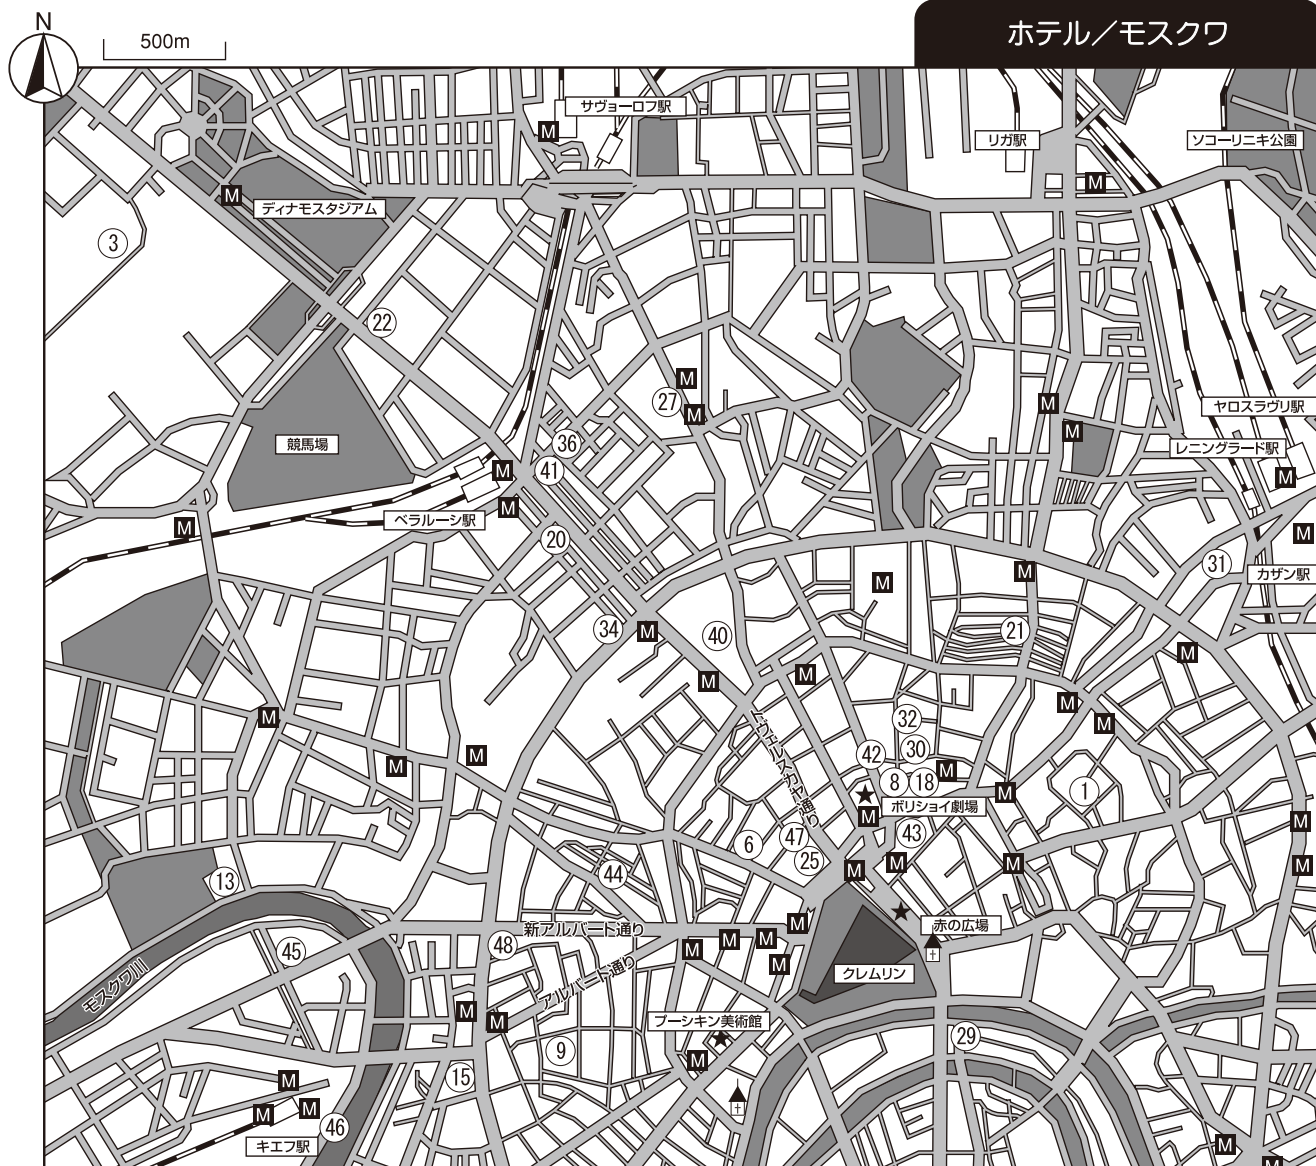 ホテル／モスクワ
N
500m
サヴョーロフ駅
M
リガ駅
ソコーリニキ公園
M
M
ディナモスタジアム
3
22
M
27
M
M
ヤロスラヴリ駅
競馬場
36
M
レニングラード駅
41
M
M
M
ベラルーシ駅
M
M
20
M
31
カザン駅
M
M
34
M
40
21
M
M
M
M
M
トヴェルスカヤ通り
32
M
M
M
42
30
M
8
18
1
M
ボリショイ劇場
M
M
43
47
6
25
M
M
M
M
44
13
新アルバート通り
M
赤の広場
48
45
M
M
M
M
アルバート通り
クレムリン
モスクワ川
M
M
プーシキン美術館
29
9
M
15
M
M
M
46
キエフ駅
M
M